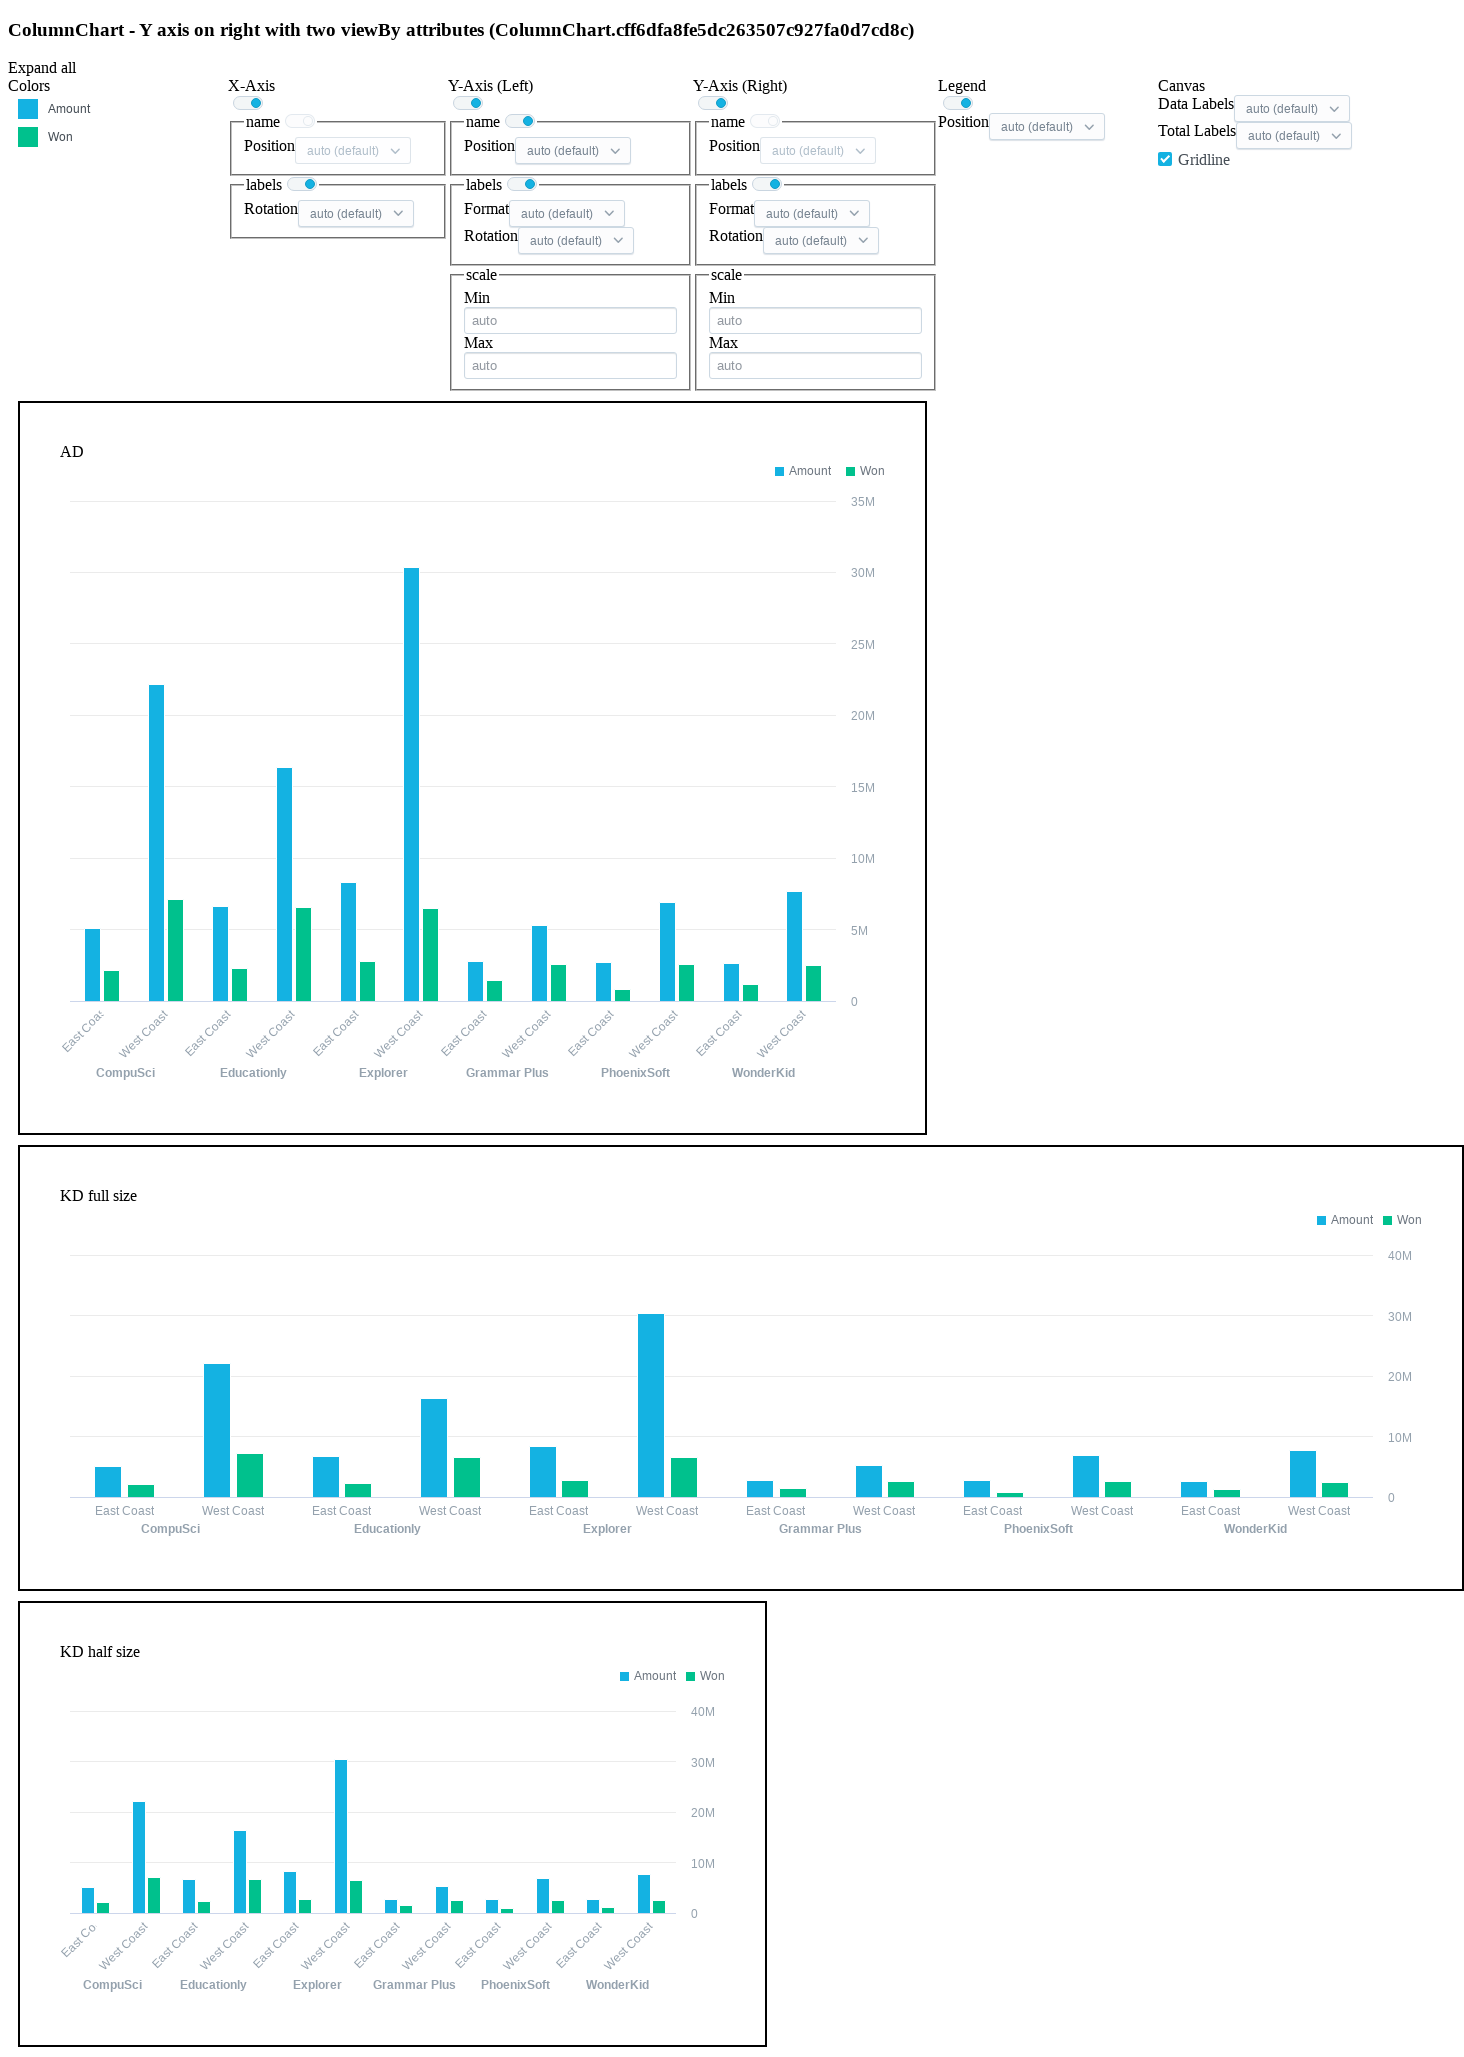 ColumnChart - Y axis on right with two viewBy attributes (ColumnChart.cff6dfa8fe5dc263507c927fa0d7cd8c)
Expand all
Colors
Amount
Won
X-Axis
name
Position auto (default)
labels
Rotation auto (default)
Y-Axis (Left)
name
Position auto (default)
labels
Format auto (default)
Rotation auto (default)
scale
Min
auto
Max
auto
Y-Axis (Right)
name
Position auto (default)
labels
Format auto (default)
Rotation auto (default)
scale
Min
auto
Max
auto
Legend
Position auto (default)
Canvas
Data Labels auto (default)
Total Labels auto (default)
Gridline
AD
Amount Won
35M
30M
25M
20M
15M
10M
5M
0
East Coas West Coast East Coast West Coast East Coast West Coast East Coast West Coast East Coast West Coast East Coast West Coast
CompuSci Educationly Explorer Grammar Plus PhoenixSoft WonderKid
KD full size
Amount Won
40M
30M
20M
10M
0
East Coast West Coast East Coast West Coast East Coast West Coast East Coast West Coast East Coast West Coast East Coast West Coast
CompuSci Educationly Explorer Grammar Plus PhoenixSoft WonderKid
KD half size
Amount Won
40M
30M
20M
10M
0
East Co West Coast East Coast West Coast East Coast West Coast East Coast West Coast East Coast West Coast East Coast West Coast
CompuSci Educationly Explorer Grammar Plus PhoenixSoft WonderKid